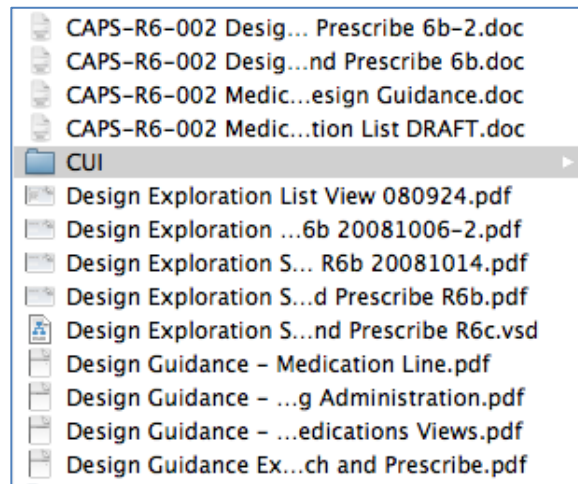 CAPS-R6-002 Desig... Prescribe 6b-2.doc
CAPS-R6-002 Desig...nd Prescribe 6b.doc
CAPS-R6-002 Medic...esign Guidance.doc
CAPS-R6-002 Medic...tion List DRAFT.doc
CUI
Design Exploration List View 080924.pdf
Design Exploration ...6b 20081006-2.pdf
Design Exploration S... R6b 20081014.pdf
Design Exploration S...d Prescribe R6b.pdf
Design Exploration S...nd Prescribe R6c.vsd
Design Guidance – Medication Line.pdf
Design Guidance – ...g Administration.pdf
Design Guidance – ...edications Views.pdf
Design Guidance Ex...ch and Prescribe.pdf